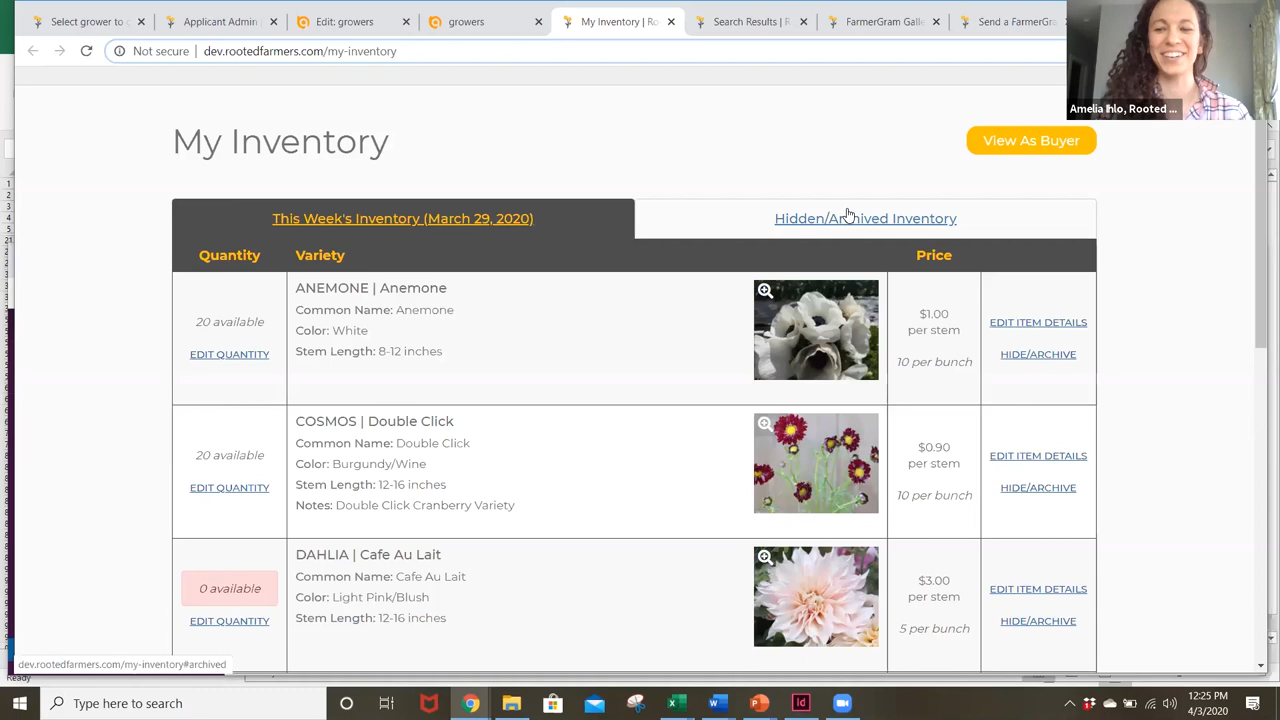 Select grower to c
Applicant Admin
Edit: growers
growers
My Inventory | Ro
Search Results | R
FarmerGram Galle
Send a FarmerGra
Not secure
dev.rootedfarmers.com/my-inventory
Amelia Ihlo, Rooted ...
My Inventory
View As Buyer
This Week's Inventory (March 29, 2020)
Hidden/Archived Inventory
Quantity Variety Price
ANEMONE | Anemone
Common Name: Anemone
Color: White
Stem Length: 8-12 inches
20 available
EDIT QUANTITY
$1.00
per stem
10 per bunch
EDIT ITEM DETAILS
HIDE/ARCHIVE
COSMOS | Double Click
Common Name: Double Click
Color: Burgundy/Wine
Stem Length: 12-16 inches
Notes: Double Click Cranberry Variety
20 available
EDIT QUANTITY
$0.90
per stem
10 per bunch
EDIT ITEM DETAILS
HIDE/ARCHIVE
DAHLIA | Cafe Au Lait
Common Name: Cafe Au Lait
Color: Light Pink/Blush
Stem Length: 12-16 inches
0 available
EDIT QUANTITY
$3.00
per stem
5 per bunch
EDIT ITEM DETAILS
HIDE/ARCHIVE
dev.rootedfarmers.com/my-inventory#archived
Ready
Type here to search
12:25 PM
4/3/2020